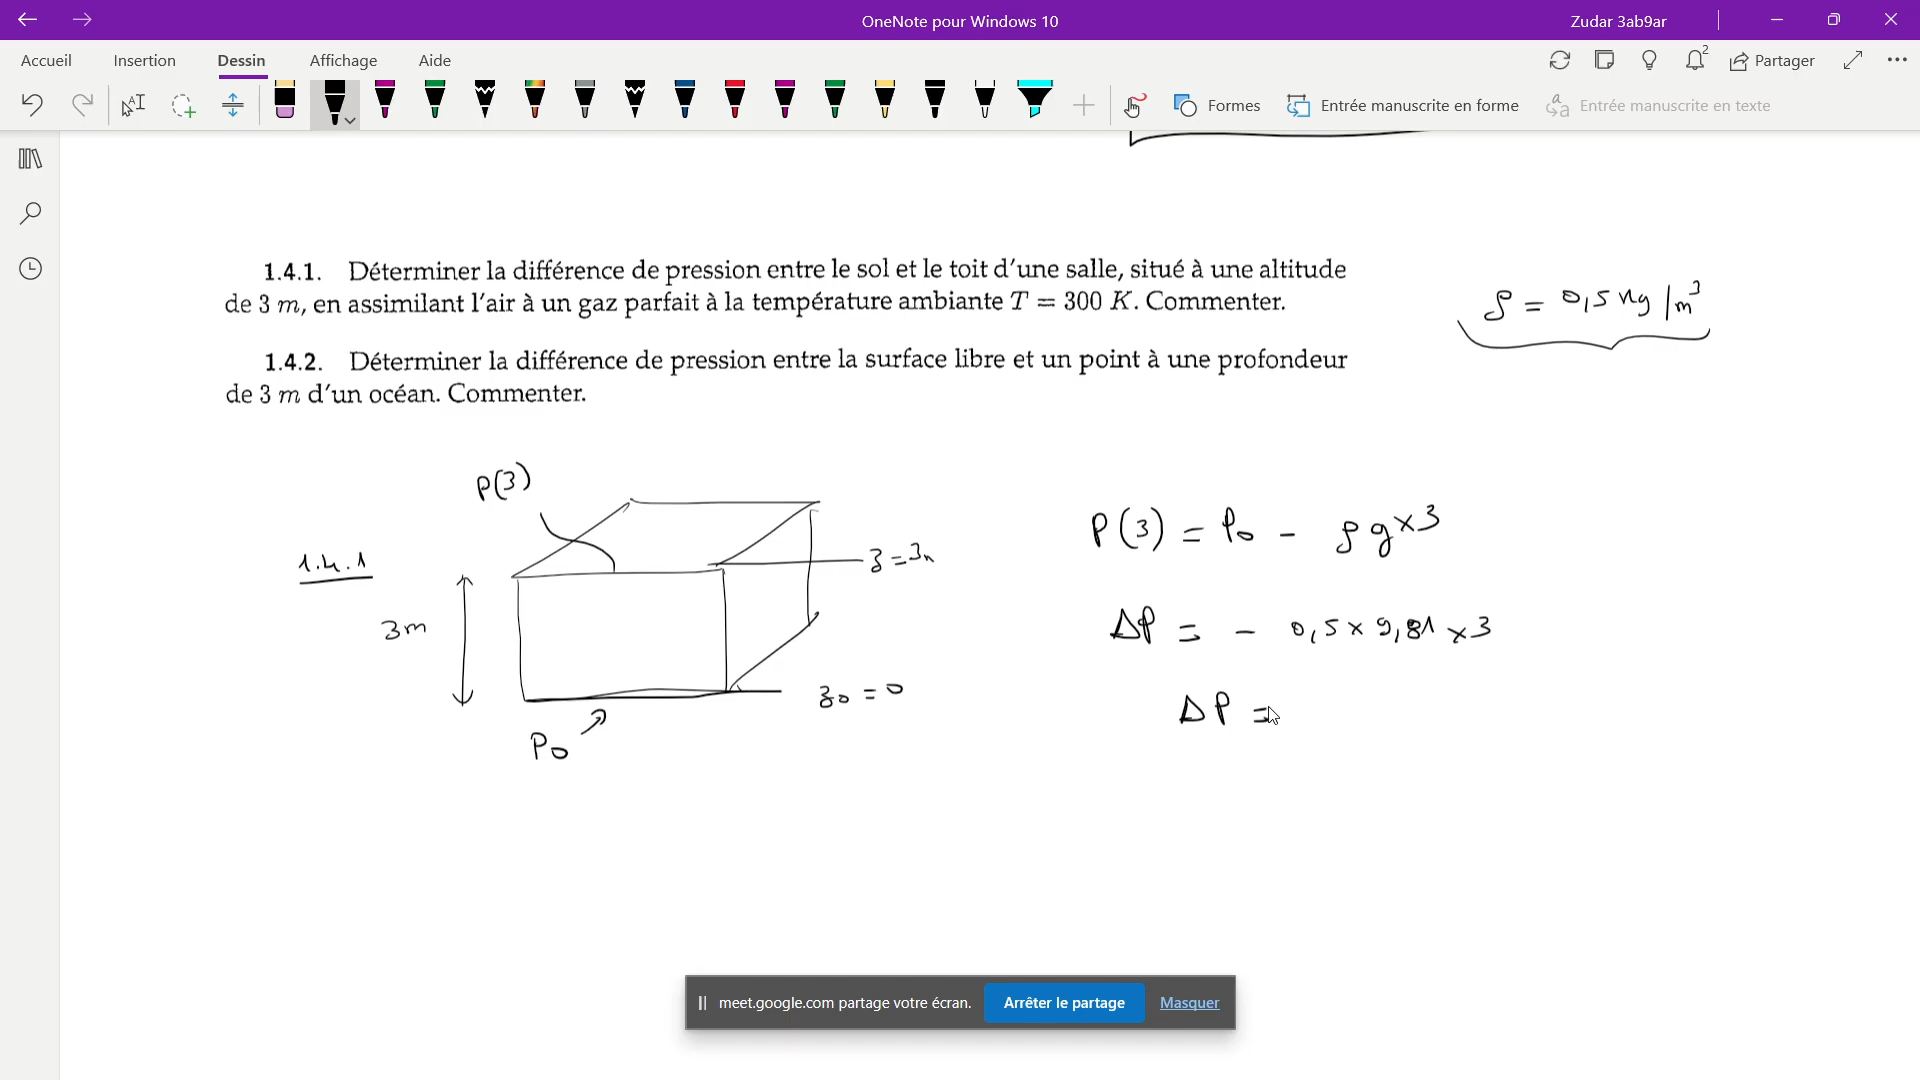 OneNote pour Windows 10
Zudar 3ab9ar
Accueil Insertion Dessin Affichage Aide
2
Partager
Formes Entrée manuscrite en forme Entrée manuscrite en texte
1.4.1. Déterminer la différence de pression entre le sol et le toit d'une salle, situé à une altitude
de 3 m, en assimilant l'air à un gaz parfait à la température ambiante T = 300 K. Commenter.
ρ = 0,5 kg/m³
1.4.2. Déterminer la différence de pression entre la surface libre et un point à une profondeur
de 3 m d'un océan. Commenter.
P(3)
1.4.1
3m
z=3m
z0 = 0
P0
P(3) = P0 - ρg×3
ΔP = - 0,5×9,81×3
ΔP =
meet.google.com partage votre écran. Arrêter le partage Masquer